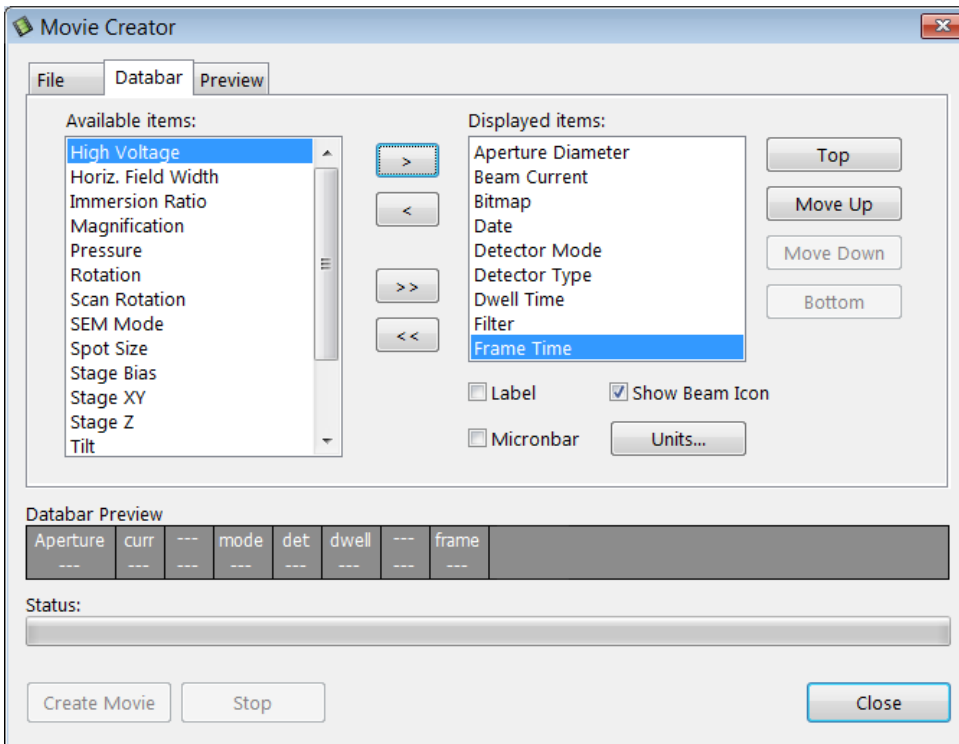 Movie Creator
File Databar Preview
Available items:
High Voltage
Horiz. Field Width
Immersion Ratio
Magnification
Pressure
Rotation
Scan Rotation
SEM Mode
Spot Size
Stage Bias
Stage XY
Stage Z
Tilt
>
<
>>
<<
Displayed items:
Aperture Diameter
Beam Current
Bitmap
Date
Detector Mode
Detector Type
Dwell Time
Filter
Frame Time
Top
Move Up
Move Down
Bottom
Label Show Beam Icon
Micronbar Units...
Databar Preview
Aperture curr --- mode det dwell --- frame
--- --- --- --- --- --- --- ---
Status:
Create Movie Stop Close